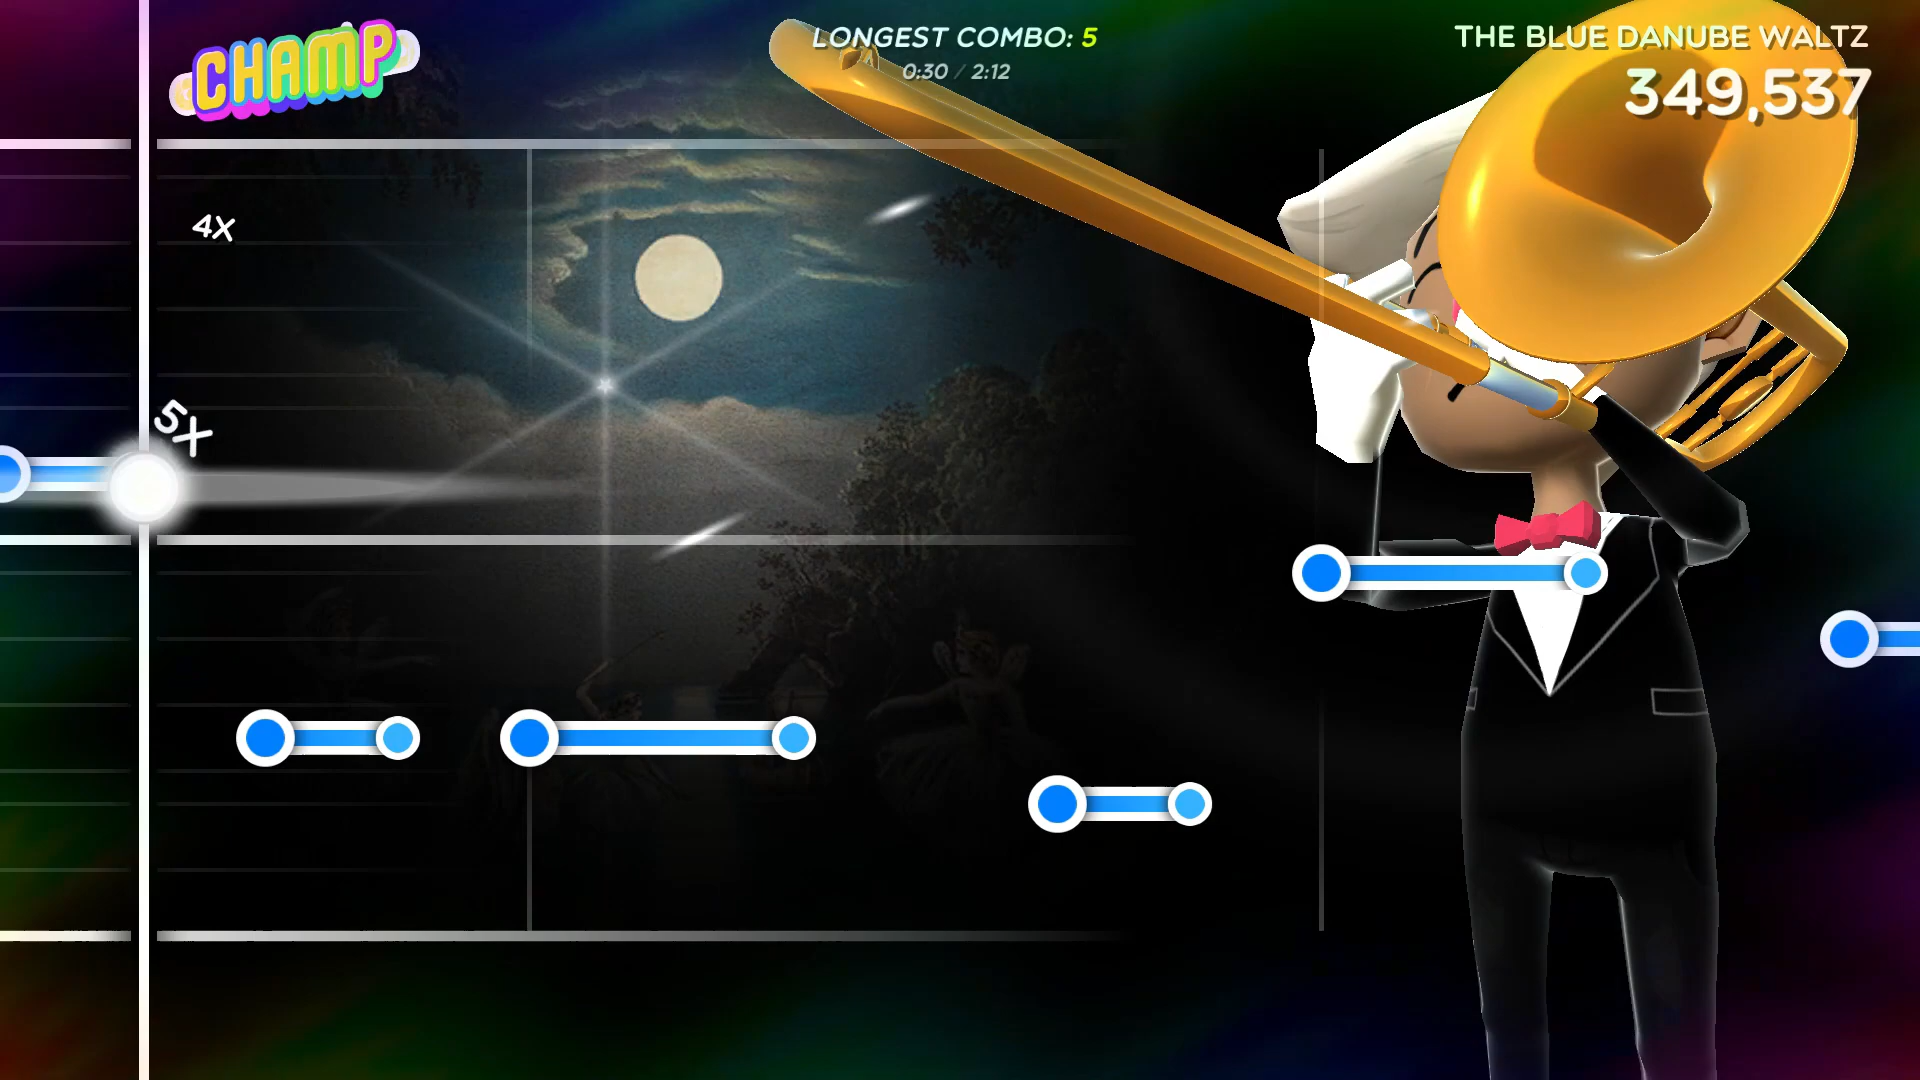 CHAMP
LONGEST COMBO: 5
0:30 / 2:12
THE BLUE DANUBE WALTZ
349,537
4X
5X